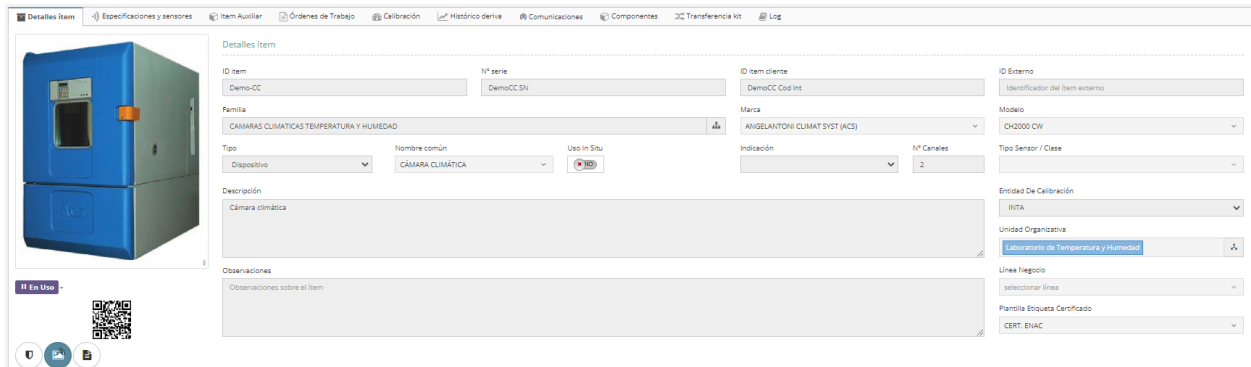 Detalles ítem
Especificaciones y sensores
Item Auxiliar
Órdenes de Trabajo
Calibración
Histórico deriva
Comunicaciones
Componentes
Transferencia kit
Log
Detalles ítem
ID ítem
Nº serie
ID item cliente
ID Externo
Demo-CC
DemoCC SN
DemoCC Cod Int
Identificador del ítem externo
Familia
Marca
Modelo
CAMARAS CLIMATICAS TEMPERATURA Y HUMEDAD
ANGELANTONI CLIMAT SYST (ACS)
CH2000 CW
Tipo
Nombre común
Uso In Situ
Indicación
Nº Canales
Tipo Sensor / Clase
Dispositivo
CÁMARA CLIMÁTICA
NO
2
Descripción
Entidad De Calibración
Cámara climática
INTA
Unidad Organizativa
Laboratorio de Temperatura y Humedad
Observaciones
Línea Negocio
En Uso
Observaciones sobre el ítem
seleccionar línea
Plantilla Etiqueta Certificado
CERT. ENAC